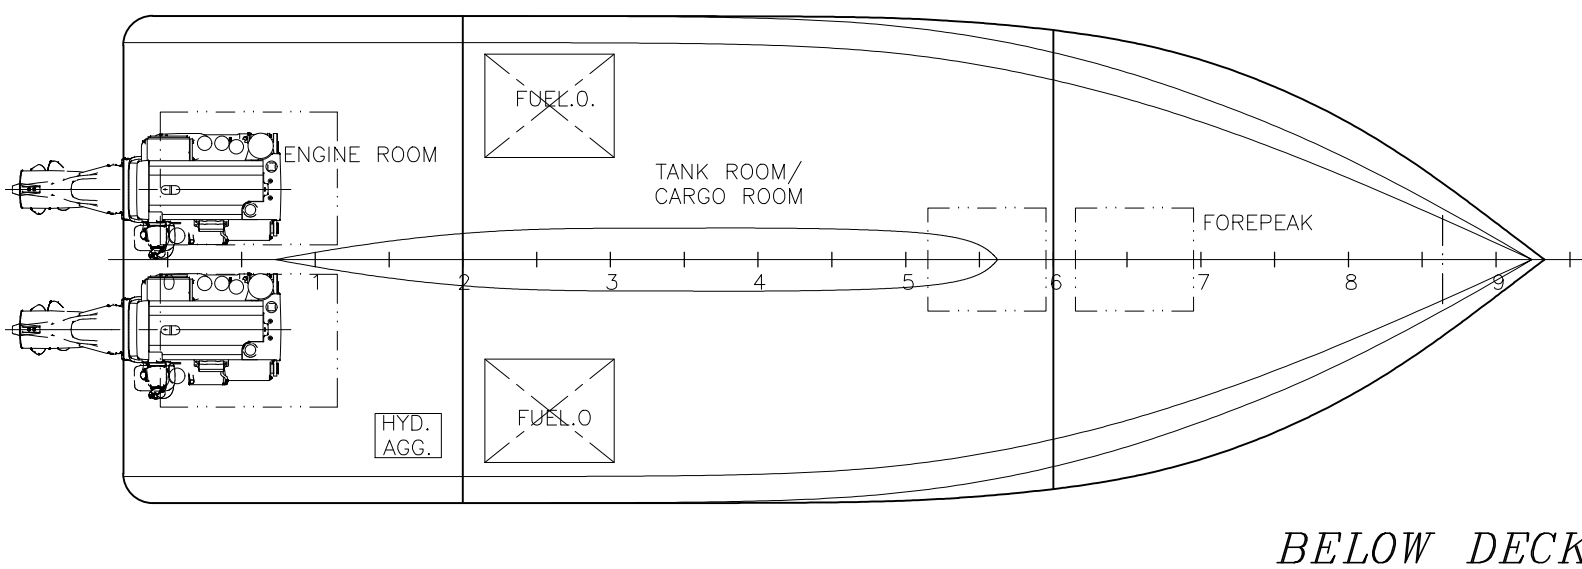 FUEL.O.
ENGINE ROOM
TANK ROOM/
CARGO ROOM
FOREPEAK
0 1 2 3 4 5 6 7 8 9
FUEL.O
HYD.
AGG.
BELOW DECK